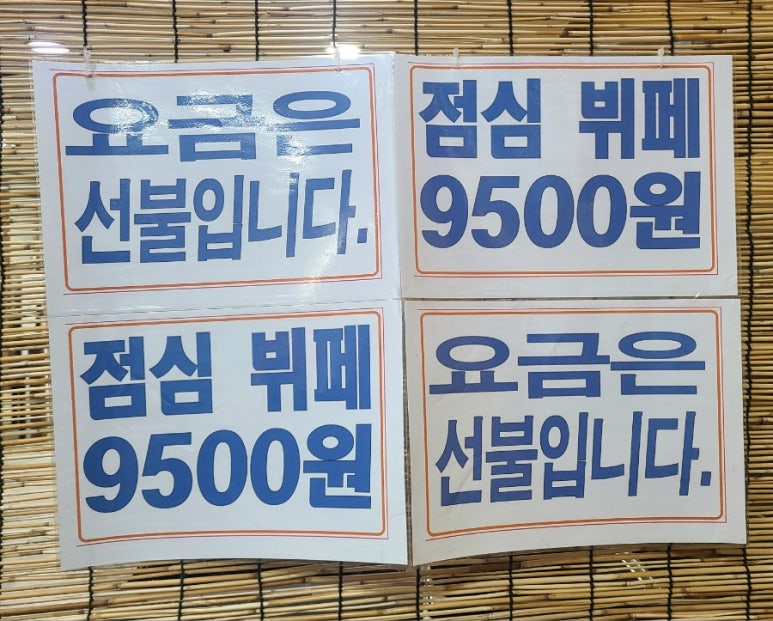 요금은
선불입니다.
점심 뷔페
9500원
점심 뷔페
9500원
요금은
선불입니다.